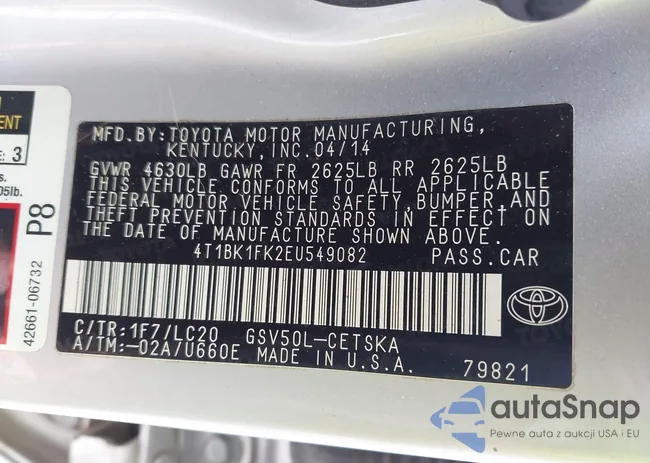 MFD. BY: TOYOTA MOTOR MANUFACTURING,
KENTUCKY, INC. 04/14
GVWR 4630LB GAWR FR 2625LB RR 2625LB
THIS VEHICLE CONFORMS TO ALL APPLICABLE
FEDERAL MOTOR VEHICLE SAFETY, BUMPER, AND
THEFT PREVENTION STANDARDS IN EFFECT ON
THE DATE OF MANUFACTURE SHOWN ABOVE.
4T1BK1FK2EU549082 PASS. CAR
C/TR: 1F7/LC20 GSV50L-CETSKA
A/TM: -02A/U660E MADE IN U.S.A.
79821
ENT
E: 3
s.
05lb.
P8
42661-06732
autaSnap
Pewne auta z aukcji USA i EU